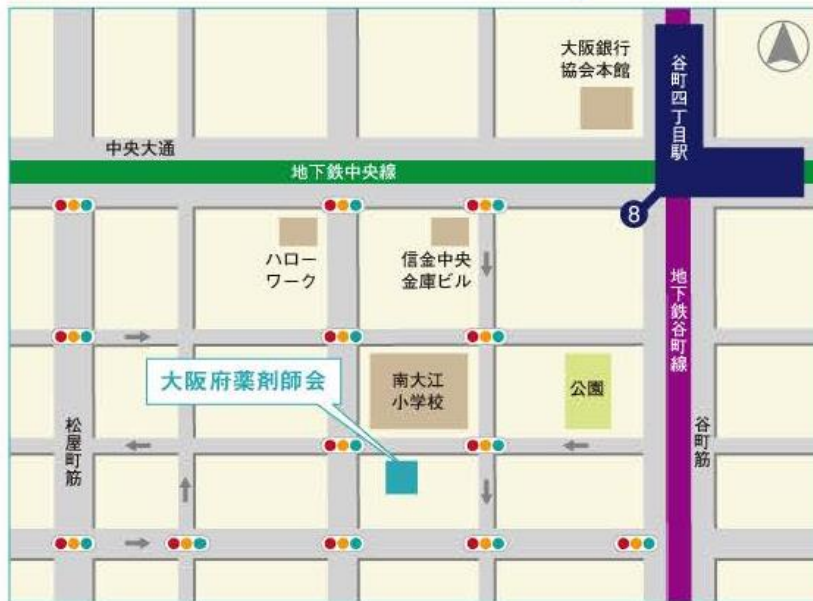 大阪銀行
協会本館
谷町四丁目駅
中央大通
地下鉄中央線
8
ハロー
ワーク
信金中央
金庫ビル
地下鉄谷町線
大阪府薬剤師会
南大江
小学校
公園
松屋町筋
谷町筋